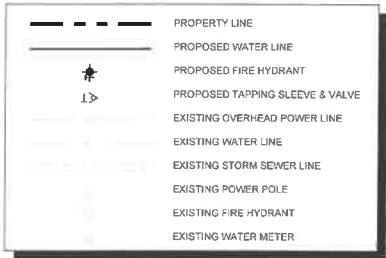 PROPERTY LINE
PROPOSED WATER LINE
PROPOSED FIRE HYDRANT
PROPOSED TAPPING SLEEVE & VALVE
EXISTING OVERHEAD POWER LINE
EXISTING WATER LINE
EXISTING STORM SEWER LINE
EXISTING POWER POLE
EXISTING FIRE HYDRANT
EXISTING WATER METER